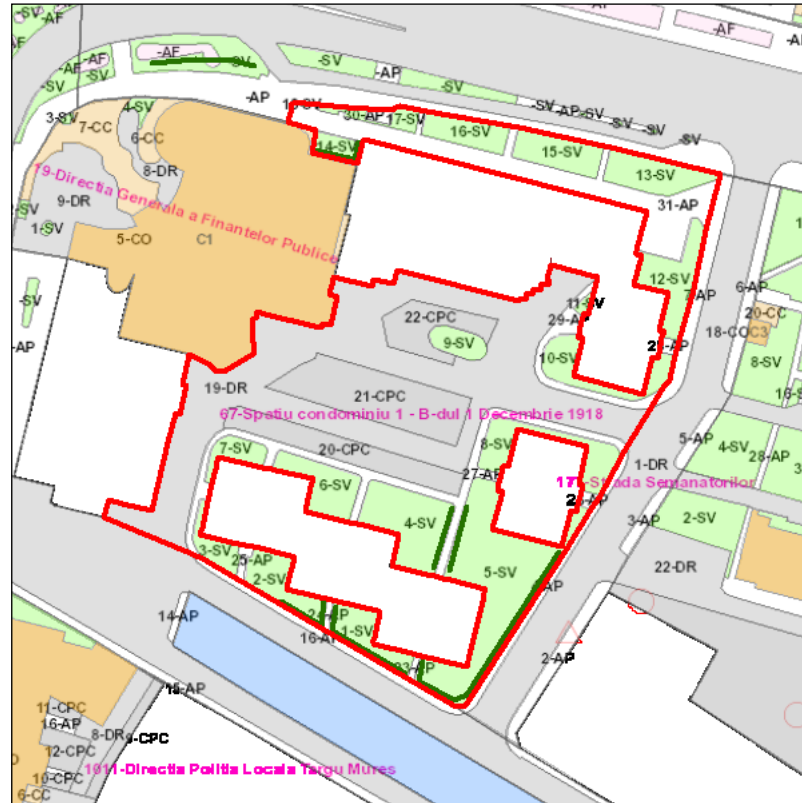 -AF
-AF
-AF
-SV
-AF
-SV
-AF
-SV
-SV
-AP
-SV
-AP
-SV
-AP
-SV
-SV
-SV
-SV
3-SV
4-SV
7-CC
6-CC
8-DR
30-AP
17-SV
16-SV
15-SV
13-SV
14-SV
19-Directia Generala a Finantelor Publice
9-DR
1-SV
5-CO
C1
31-AP
12-SV
7-AP
6-AP
20-CC
18-COC3
-SV
-AP
22-CPC
9-SV
11-SV
29-AP
10-SV
8-SV
16-S
19-DR
21-CPC
67-Spatiu condominiu 1 - B-dul 1 Decembrie 1918
20-CPC
7-SV
6-SV
8-SV
27-AP
5-AP
4-SV
28-AP
1-DR
Strada Semanatorilor
4-SV
3-AP
2-SV
3-SV
25-AP
2-SV
5-SV
22-DR
14-AP
24-AP
16-AP
1-SV
23-AP
2-AP
15-AP
11-CPC
16-AP
8-DR
9-CPC
12-CPC
10-CPC
6-CC
1011-Directia Politia Locala Targu Mures